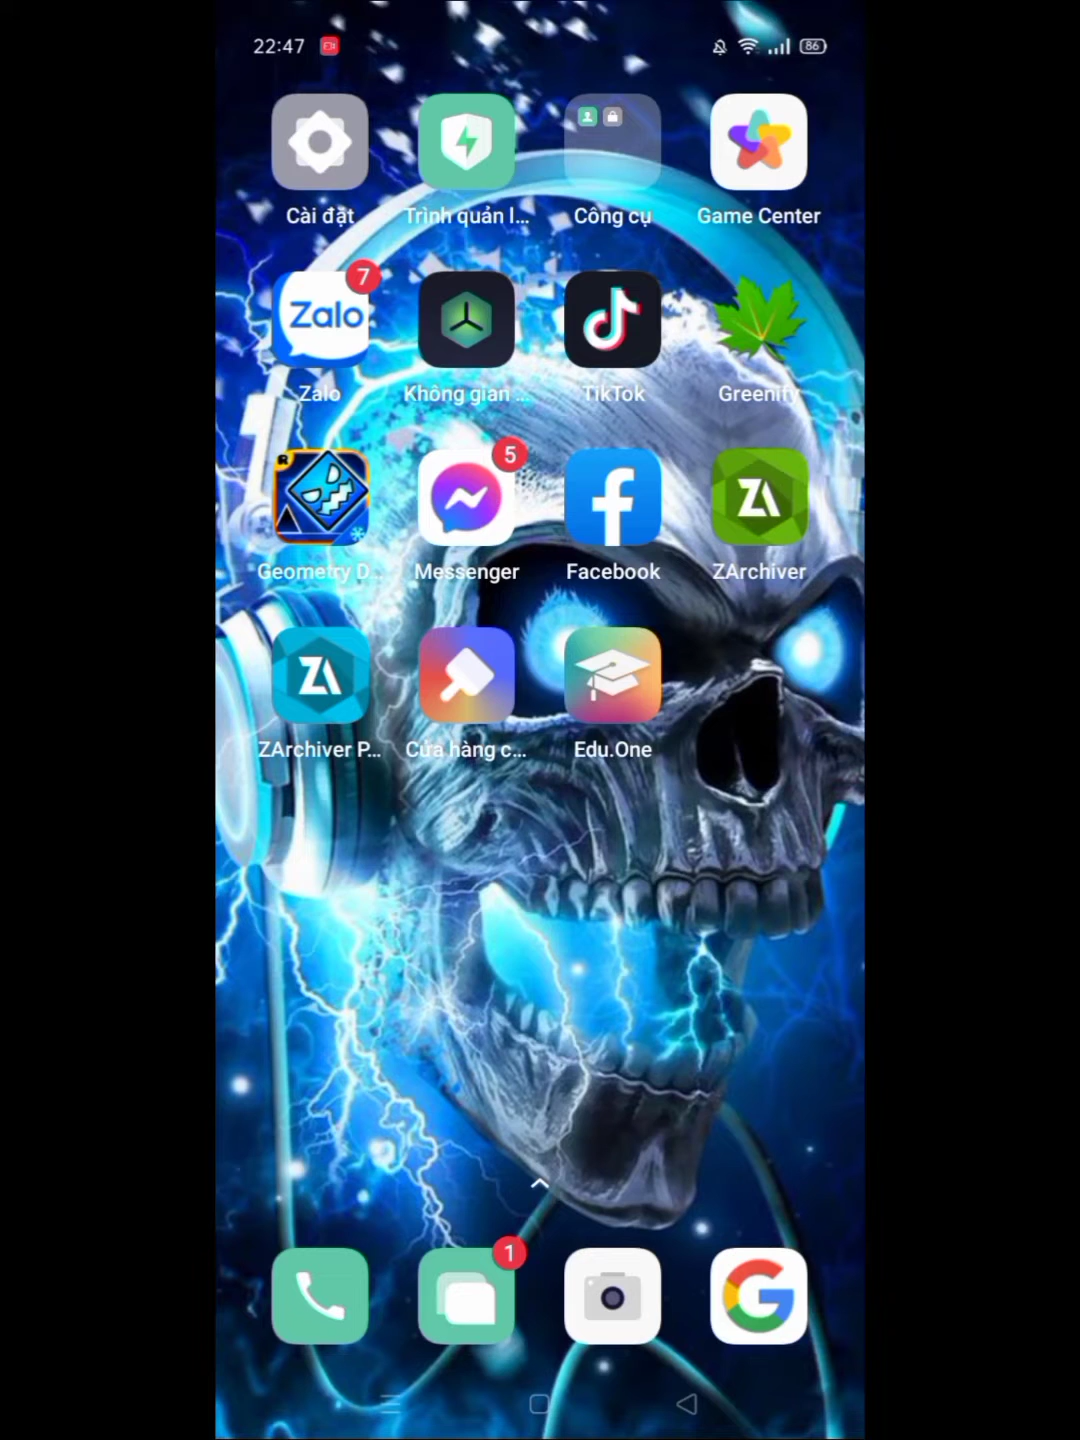 22:47
86
Cài đặt
Trình quản l...
Công cụ
Game Center
Zalo
7
Zalo
Không gian ...
TikTok
Greenify
R
5
Geometry D...
Messenger
Facebook
ZArchiver
ZArchiver P...
Cửa hàng c...
Edu.One
1